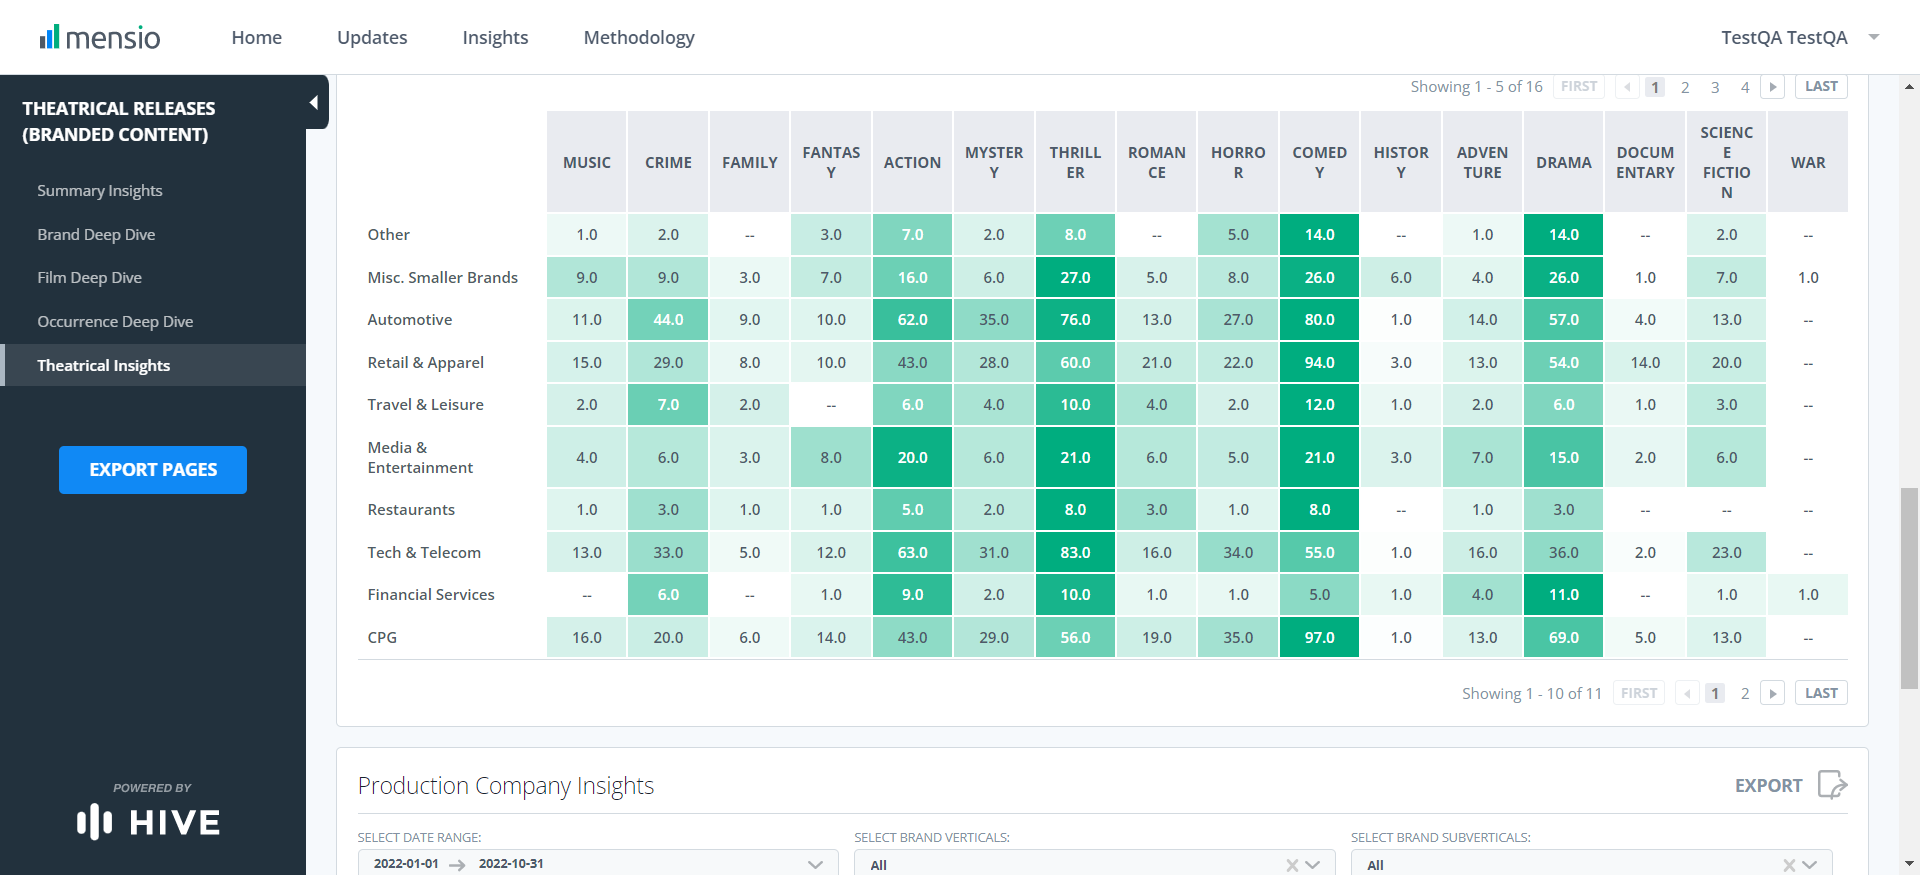 mensio Home Updates Insights Methodology TestQA TestQA
THEATRICAL RELEASES
(BRANDED CONTENT)
Summary Insights
Brand Deep Dive
Film Deep Dive
Occurrence Deep Dive
Theatrical Insights
EXPORT PAGES
POWERED BY
HIVE
Showing 1 - 5 of 16 FIRST 1 2 3 4 LAST
MUSIC CRIME FAMILY FANTAS
Y ACTION MYSTER
Y THRILL
ER ROMAN
CE HORRO
R COMED
Y HISTOR
Y ADVEN
TURE DRAMA DOCUM
ENTARY SCIENC
E
FICTIO
N WAR
Other 1.0 2.0 -- 3.0 7.0 2.0 8.0 -- 5.0 14.0 -- 1.0 14.0 -- 2.0 --
Misc. Smaller Brands 9.0 9.0 3.0 7.0 16.0 6.0 27.0 5.0 8.0 26.0 6.0 4.0 26.0 1.0 7.0 1.0
Automotive 11.0 44.0 9.0 10.0 62.0 35.0 76.0 13.0 27.0 80.0 1.0 14.0 57.0 4.0 13.0 --
Retail & Apparel 15.0 29.0 8.0 10.0 43.0 28.0 60.0 21.0 22.0 94.0 3.0 13.0 54.0 14.0 20.0 --
Travel & Leisure 2.0 7.0 2.0 -- 6.0 4.0 10.0 4.0 2.0 12.0 1.0 2.0 6.0 1.0 3.0 --
Media &
Entertainment 4.0 6.0 3.0 8.0 20.0 6.0 21.0 6.0 5.0 21.0 3.0 7.0 15.0 2.0 6.0 --
Restaurants 1.0 3.0 1.0 1.0 5.0 2.0 8.0 3.0 1.0 8.0 -- 1.0 3.0 -- -- --
Tech & Telecom 13.0 33.0 5.0 12.0 63.0 31.0 83.0 16.0 34.0 55.0 1.0 16.0 36.0 2.0 23.0 --
Financial Services -- 6.0 -- 1.0 9.0 2.0 10.0 1.0 1.0 5.0 1.0 4.0 11.0 -- 1.0 1.0
CPG 16.0 20.0 6.0 14.0 43.0 29.0 56.0 19.0 35.0 97.0 1.0 13.0 69.0 5.0 13.0 --
Showing 1 - 10 of 11 FIRST 1 2 LAST
Production Company Insights EXPORT
SELECT DATE RANGE: SELECT BRAND VERTICALS: SELECT BRAND SUBVERTICALS:
2022-01-01 → 2022-10-31 All All